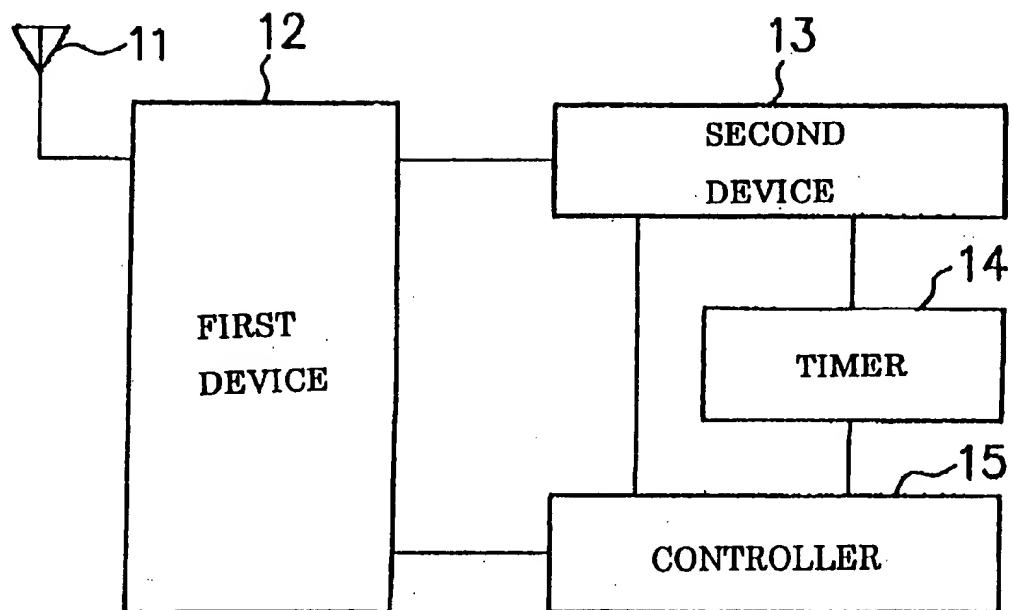 11
12
13
SECOND
DEVICE
14
FIRST
DEVICE
TIMER
15
CONTROLLER